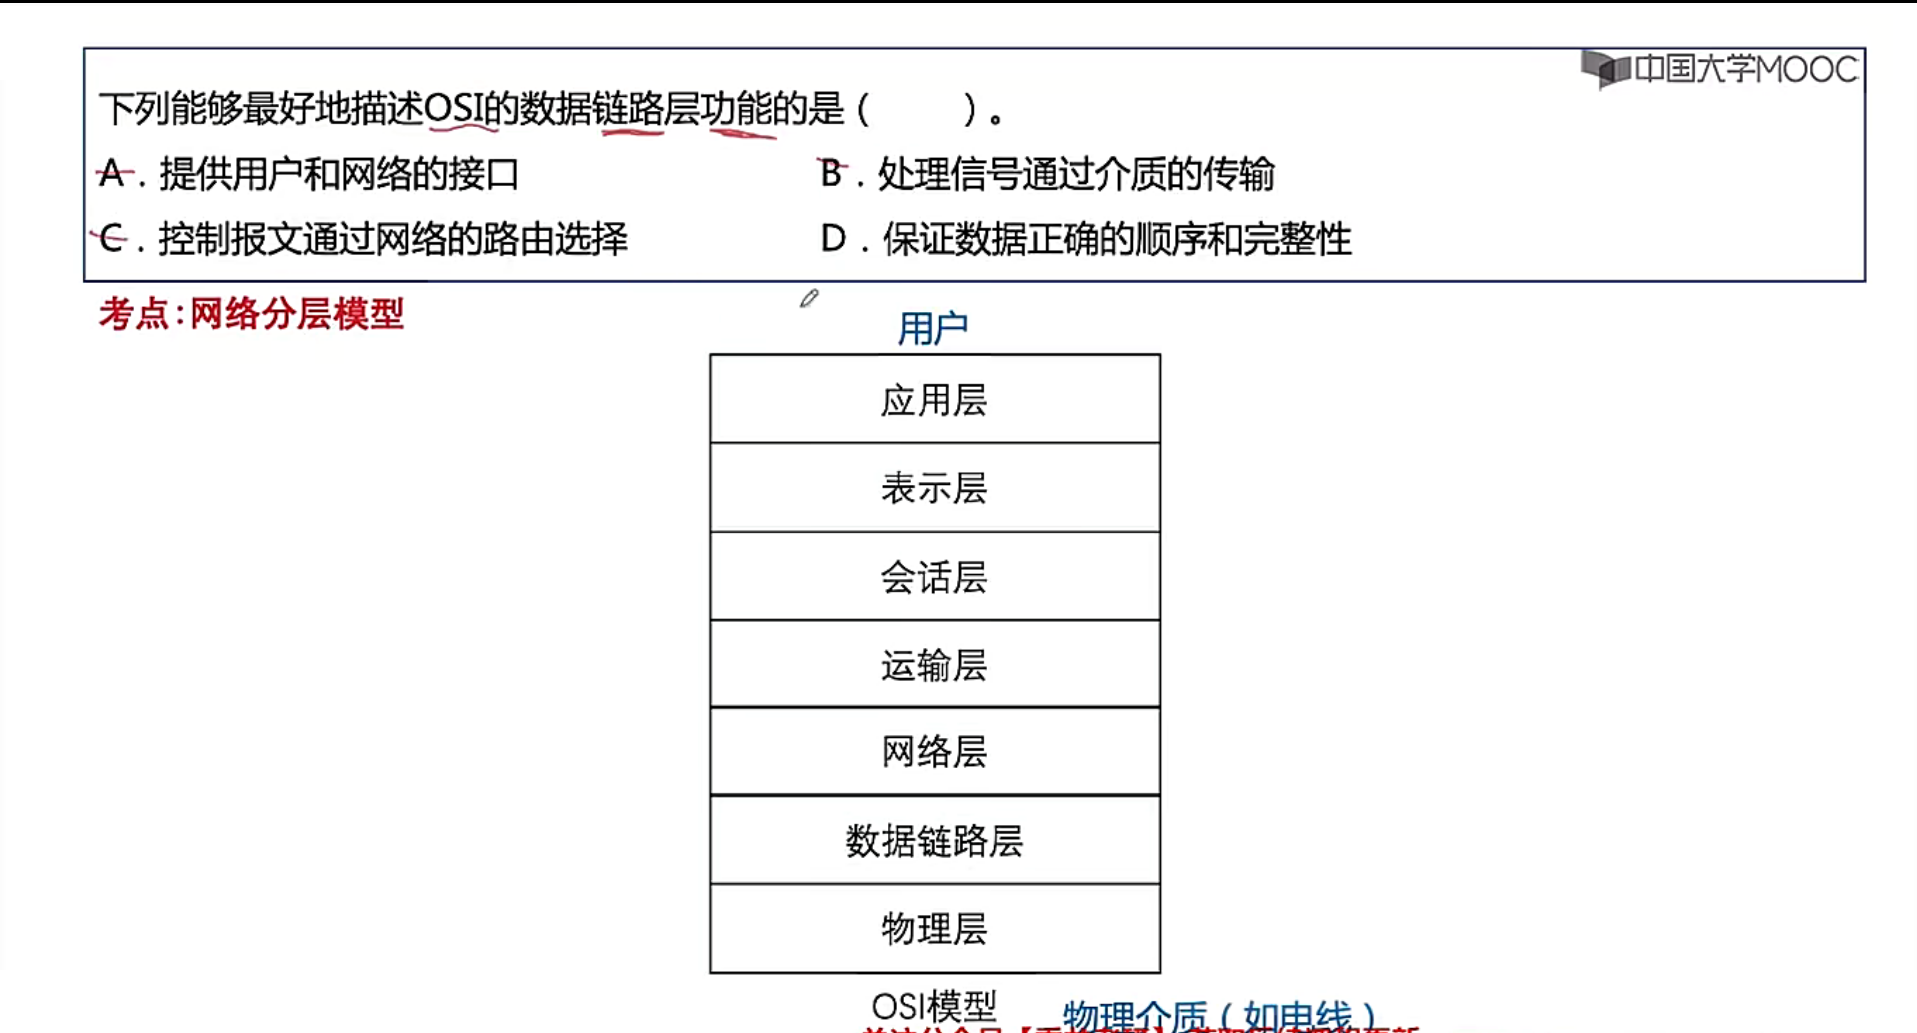 中国大学MOOC
下列能够最好地描述OSI的数据链路层功能的是（　　）。
A．提供用户和网络的接口　　B．处理信号通过介质的传输
C．控制报文通过网络的路由选择　　D．保证数据正确的顺序和完整性
考点:网络分层模型
用户
应用层
表示层
会话层
运输层
网络层
数据链路层
物理层
OSI模型　物理介质（如电线）